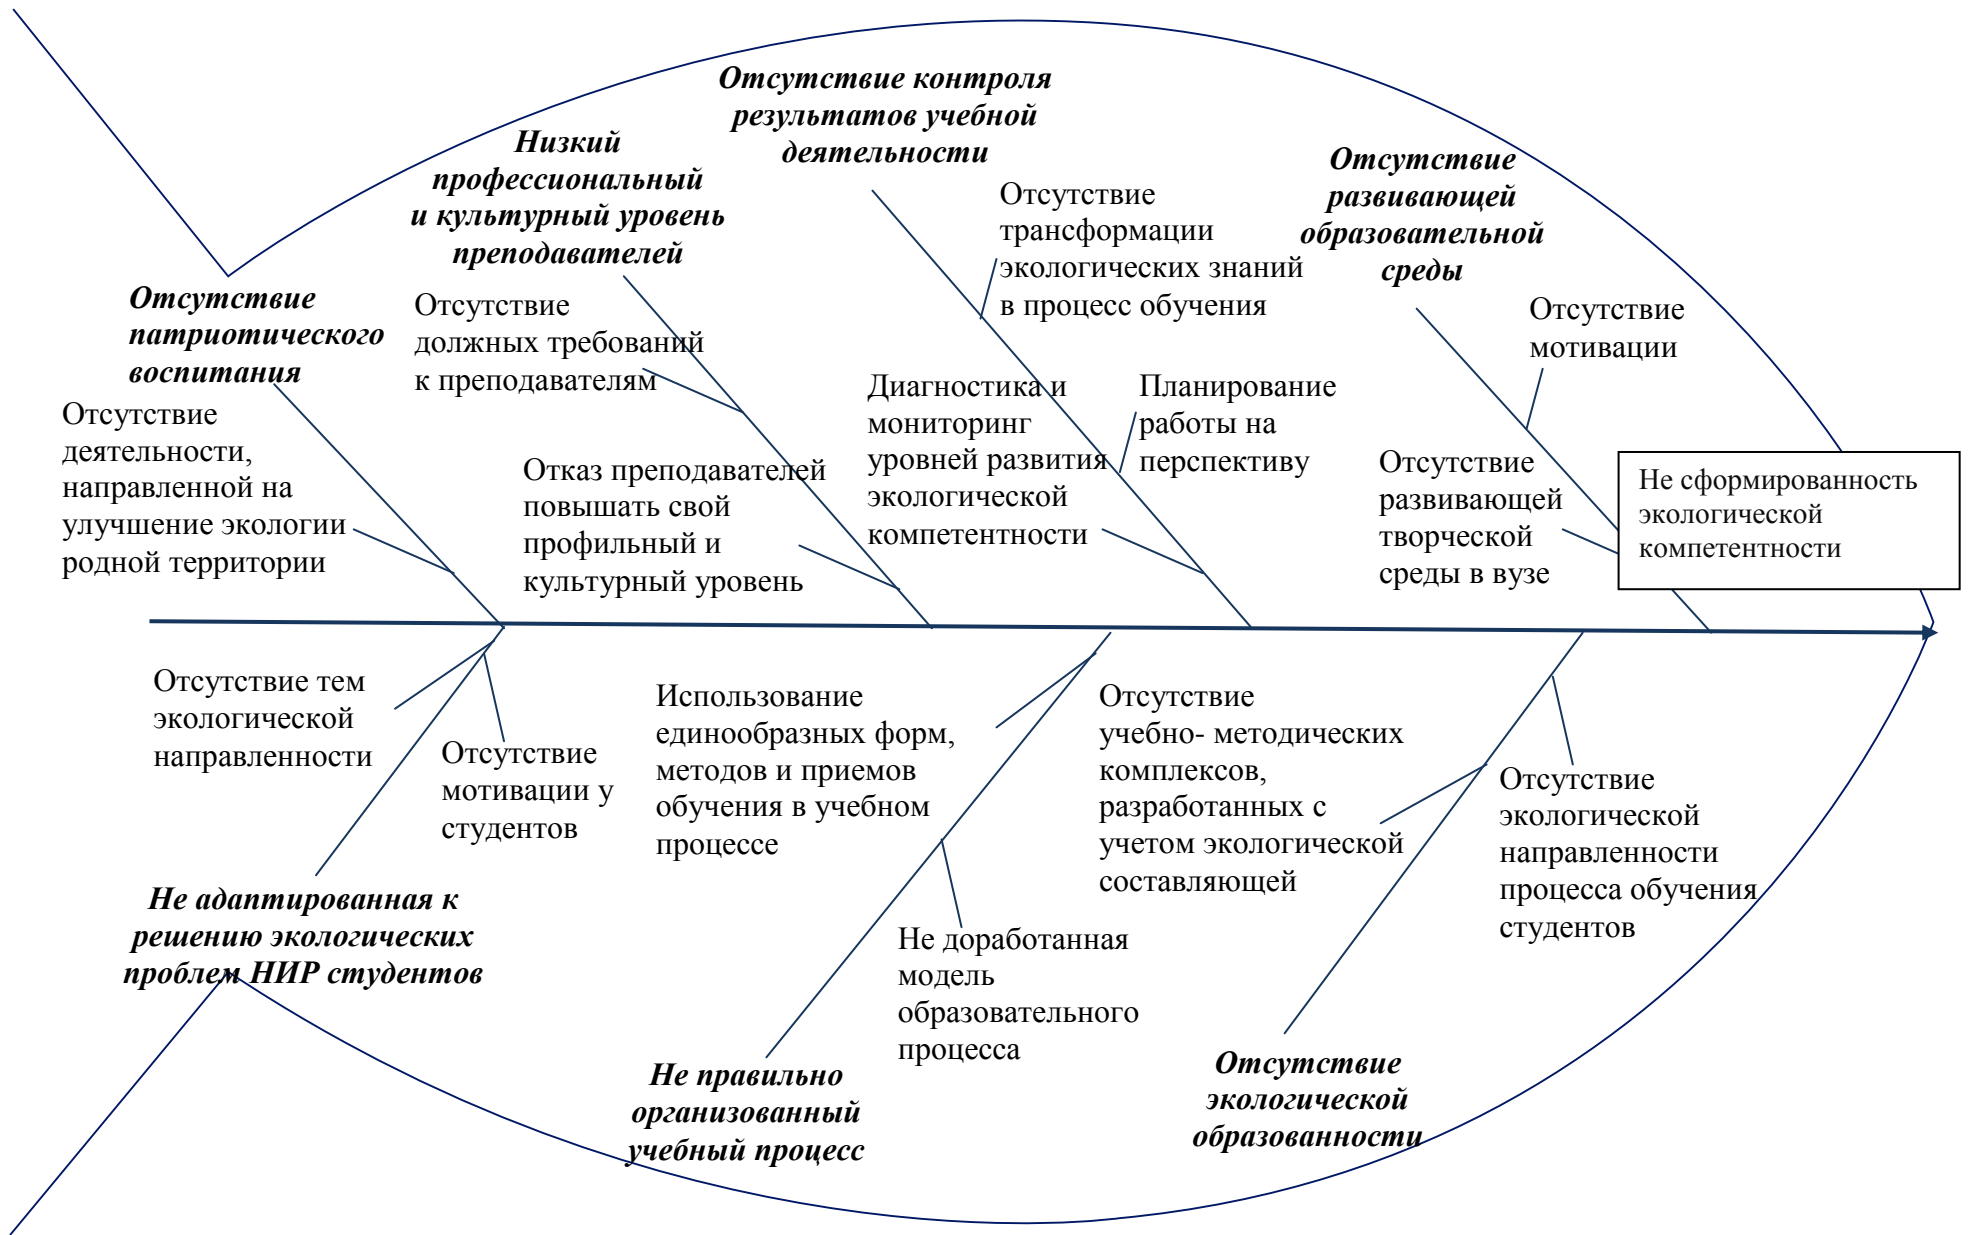 Отсутствие контроля
результатов учебной
деятельности
Низкий
профессиональный
и культурный уровень
преподавателей
Отсутствие
развивающей
образовательной
среды
Отсутствие
патриотического
воспитания
Отсутствие
трансформации
экологических знаний
в процесс обучения
Отсутствие
должных требований
к преподавателям
Отсутствие
мотивации
Отсутствие
деятельности,
направленной на
улучшение экологии
родной территории
Отказ преподавателей
повышать свой
профильный и
культурный уровень
Диагностика и
мониторинг
уровней развития
экологической
компетентности
Планирование
работы на
перспективу
Отсутствие
развивающей
творческой
среды в вузе
Не сформированность
экологической
компетентности
Отсутствие тем
экологической
направленности
Отсутствие
мотивации у
студентов
Использование
единообразных форм,
методов и приемов
обучения в учебном
процессе
Отсутствие
учебно- методических
комплексов,
разработанных с
учетом экологической
составляющей
Отсутствие
экологической
направленности
процесса обучения
студентов
Не адаптированная к
решению экологических
проблем НИР студентов
Не доработанная
модель
образовательного
процесса
Не правильно
организованный
учебный процесс
Отсутствие
экологической
образованности